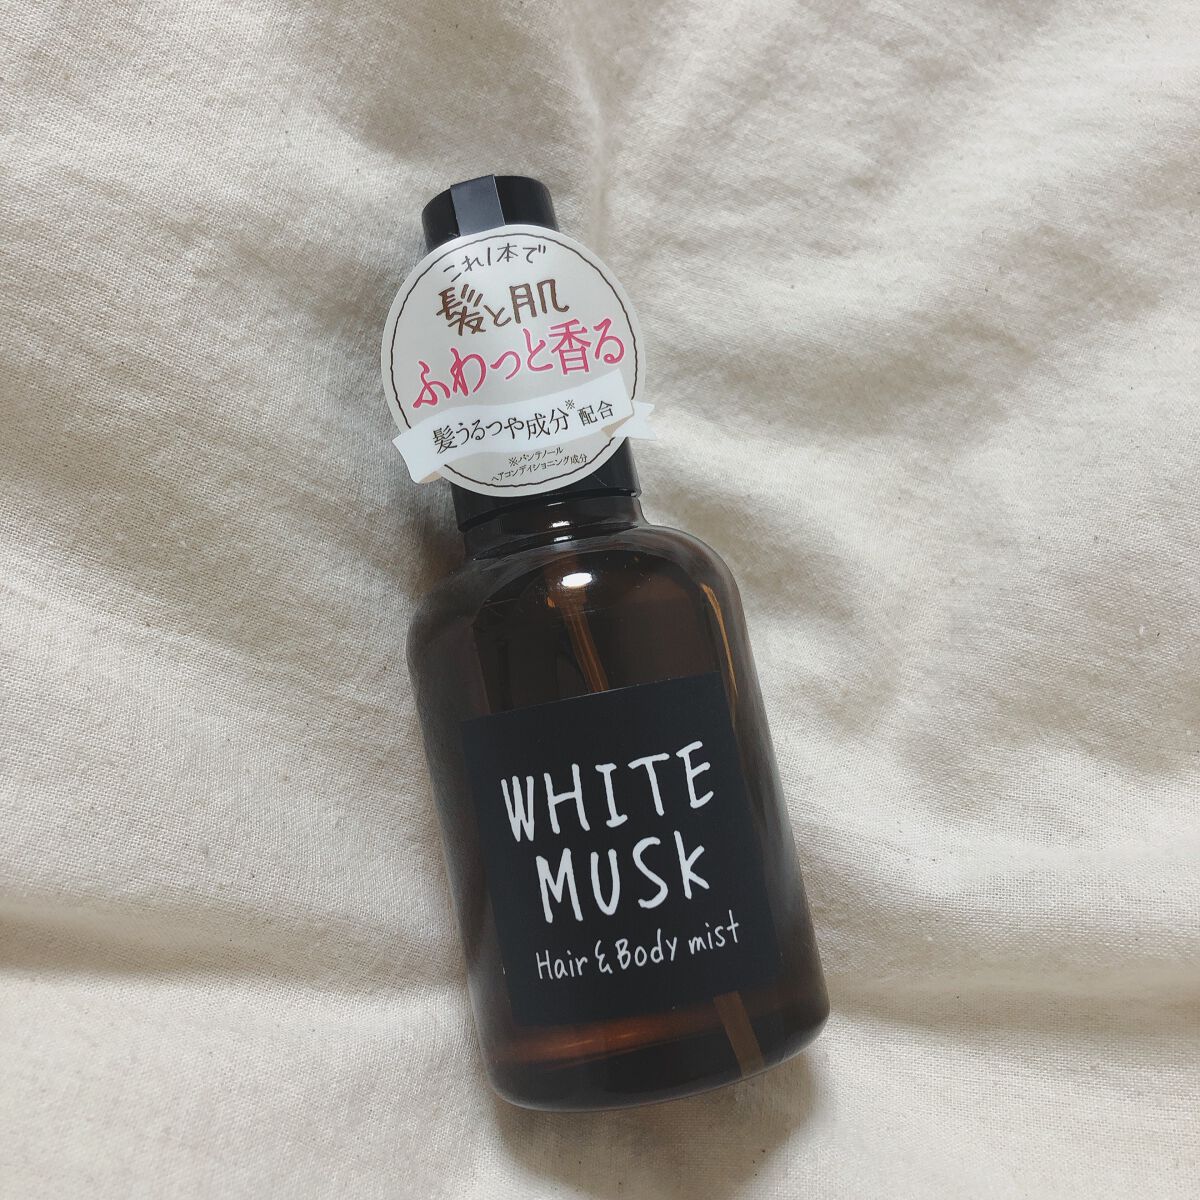 これ1本で
髪と肌
ふわっと香る
髪うるつや成分※配合
※パンテノール
ヘアコンディショニング成分
WHITE
MUSK
Hair & Body mist